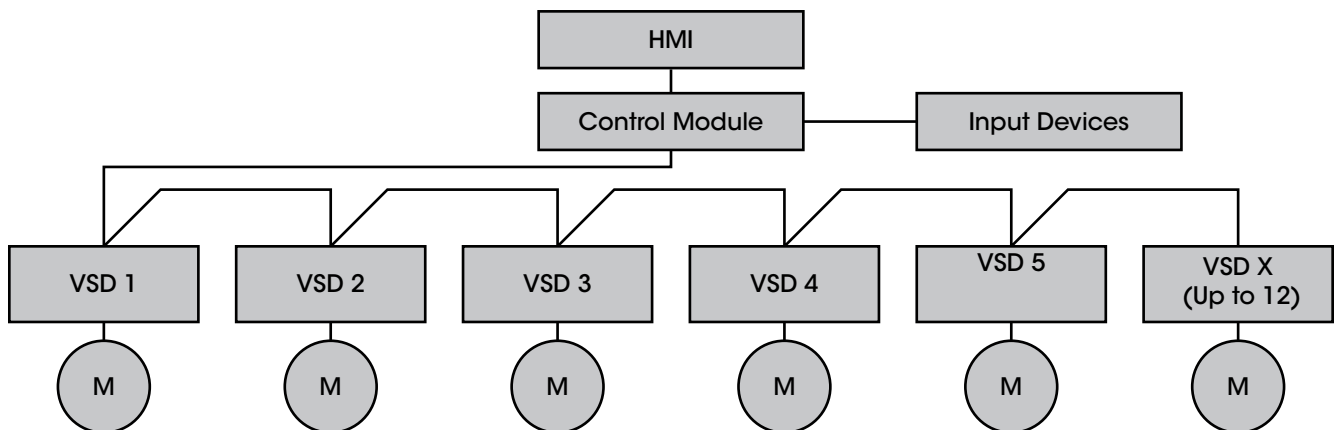 HMI
Control Module
Input Devices
VSD 1
VSD 2
VSD 3
VSD 4
VSD 5
VSD X
(Up to 12)
M
M
M
M
M
M